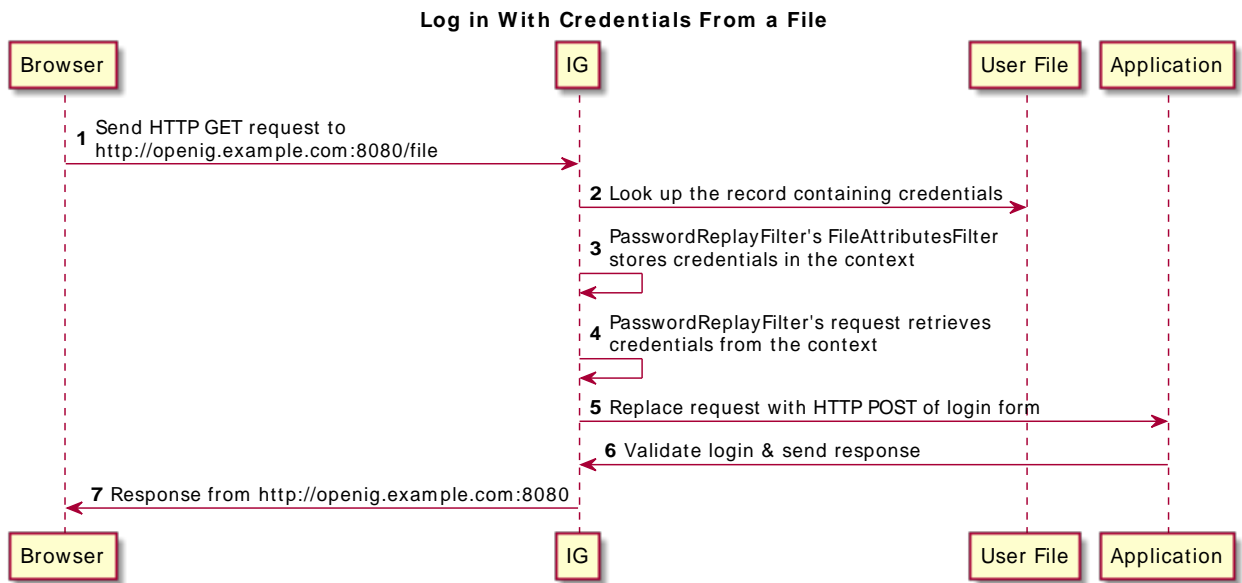 Log in With Credentials From a File
Browser
IG
User File
Application
1 Send HTTP GET request to
http://openig.example.com:8080/file
2 Look up the record containing credentials
3 PasswordReplayFilter's FileAttributesFilter
stores credentials in the context
4 PasswordReplayFilter's request retrieves
credentials from the context
5 Replace request with HTTP POST of login form
6 Validate login & send response
7 Response from http://openig.example.com:8080
Browser
IG
User File
Application